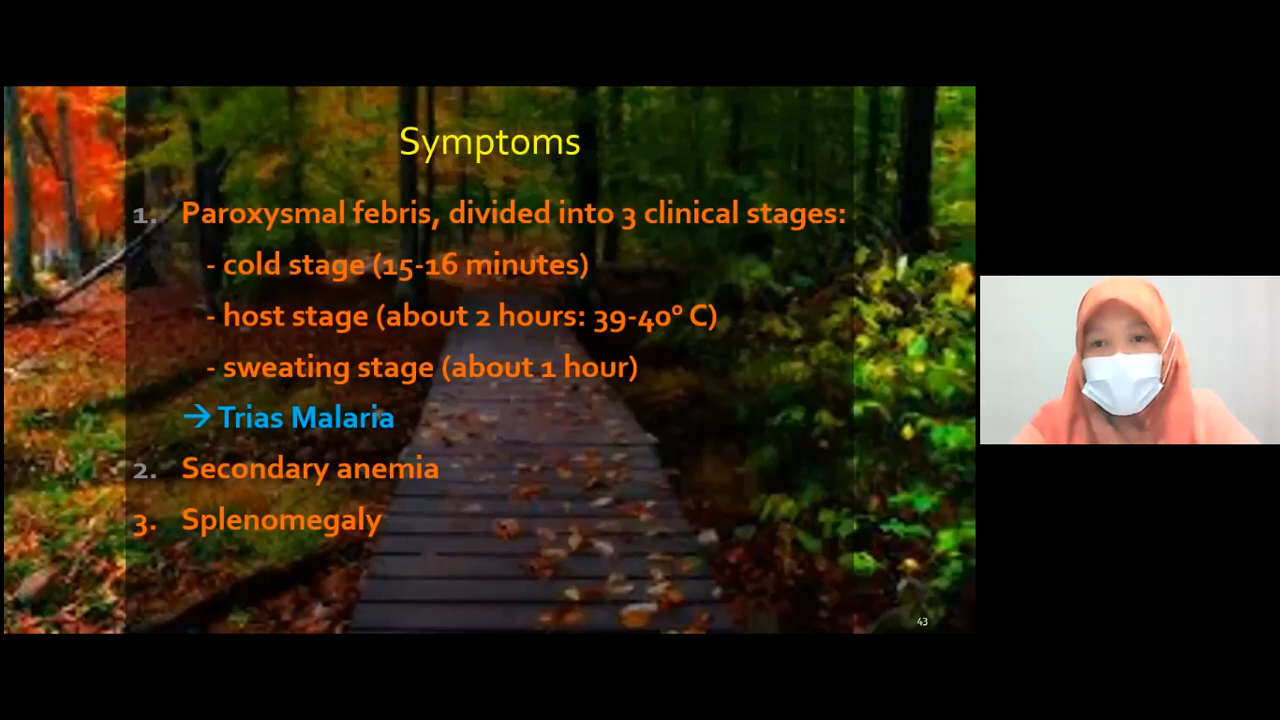 Symptoms
1. Paroxysmal febris, divided into 3 clinical stages:
- cold stage (15-16 minutes)
- host stage (about 2 hours: 39-40° C)
- sweating stage (about 1 hour)
→ Trias Malaria
2. Secondary anemia
3. Splenomegaly
43